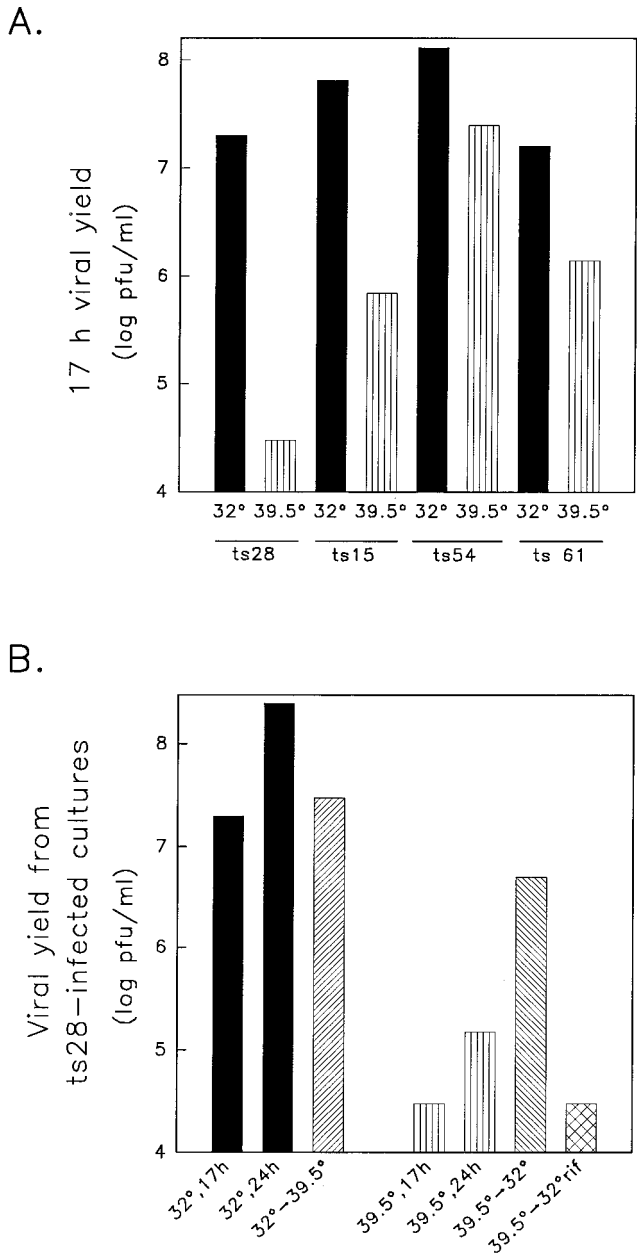 A.
17 h viral yield
(log pfu/ml)
8
7
6
5
4
32° 39.5° 32° 39.5° 32° 39.5° 32° 39.5°
ts28 ts15 ts54 ts 61
B.
Viral yield from
ts28-infected cultures
(log pfu/ml)
8
7
6
5
4
32°,17h
32°,24h
32°→39.5°
39.5°,17h
39.5°,24h
39.5°→32°
39.5°→32°rif